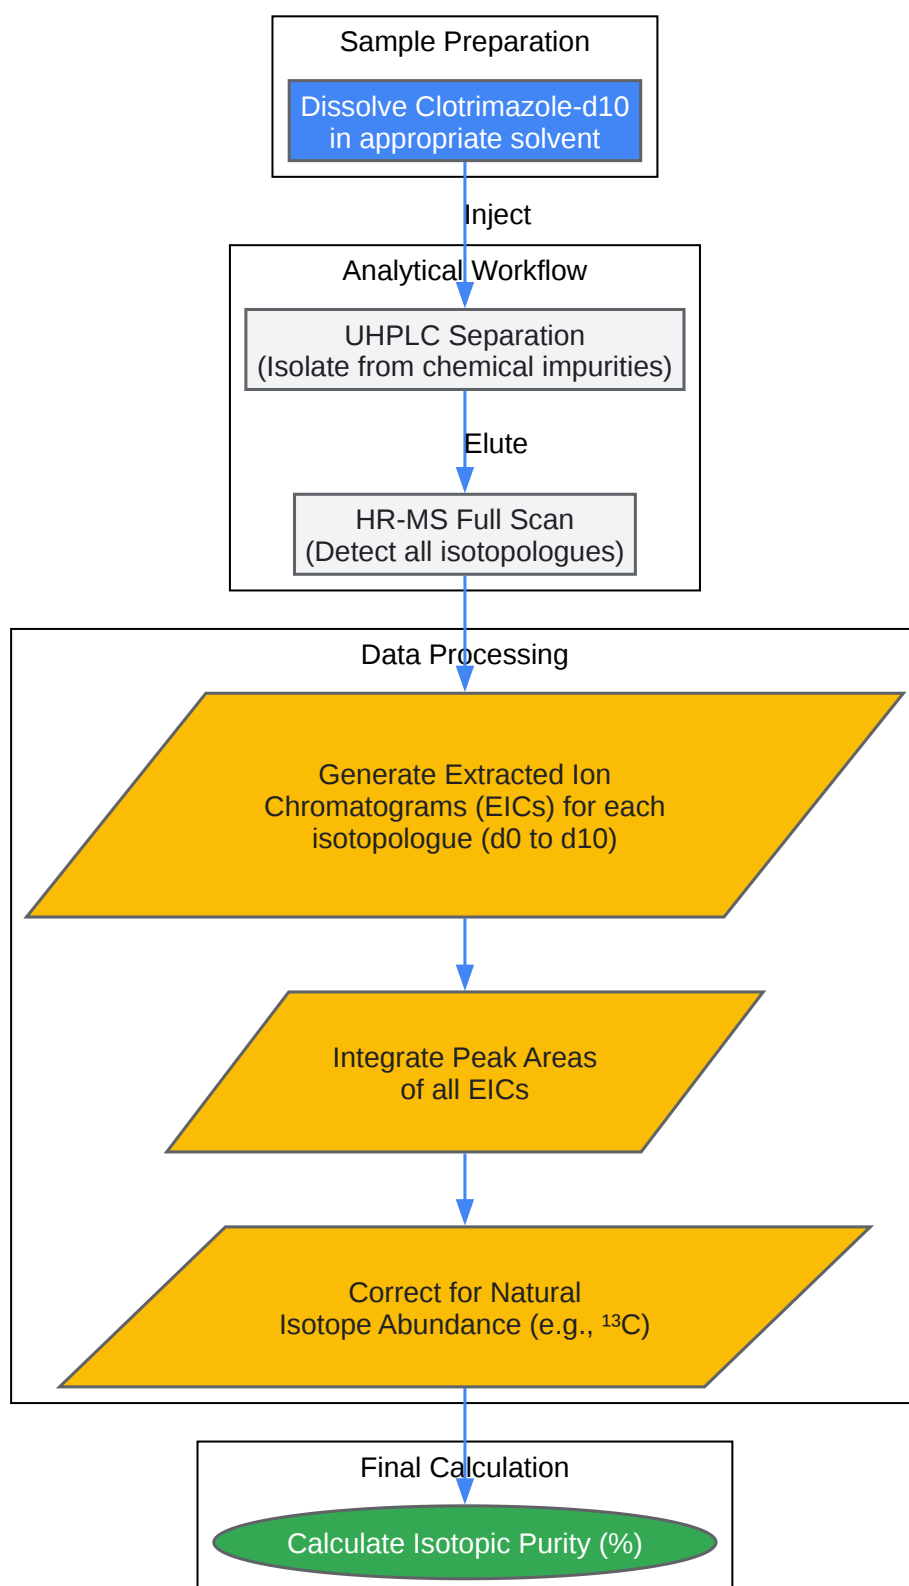 Sample Preparation
Dissolve Clotrimazole-d10
in appropriate solvent
Inject
Analytical Workflow
UHPLC Separation
(Isolate from chemical impurities)
Elute
HR-MS Full Scan
(Detect all isotopologues)
Data Processing
Generate Extracted Ion
Chromatograms (EICs) for each
isotopologue (d0 to d10)
Integrate Peak Areas
of all EICs
Correct for Natural
Isotope Abundance (e.g., ¹³C)
Final Calculation
Calculate Isotopic Purity (%)